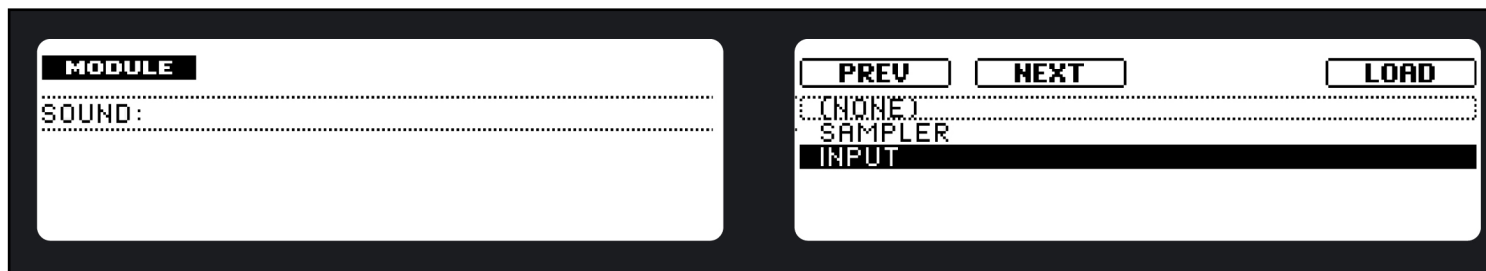 MODULE
SOUND:
PREV NEXT LOAD
(NONE)
SAMPLER
INPUT